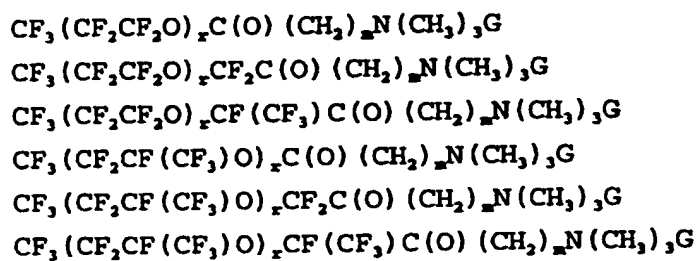 CF₃(CF₂CF₂O)ₓC(O) (CH₂)ₘN(CH₃)₃G
CF₃(CF₂CF₂O)ₓCF₂C(O) (CH₂)ₘN(CH₃)₃G
CF₃(CF₂CF₂O)ₓCF(CF₃)C(O) (CH₂)ₘN(CH₃)₃G
CF₃(CF₂CF(CF₃)O)ₓC(O) (CH₂)ₘN(CH₃)₃G
CF₃(CF₂CF(CF₃)O)ₓCF₂C(O) (CH₂)ₘN(CH₃)₃G
CF₃(CF₂CF(CF₃)O)ₓCF(CF₃)C(O) (CH₂)ₘN(CH₃)₃G